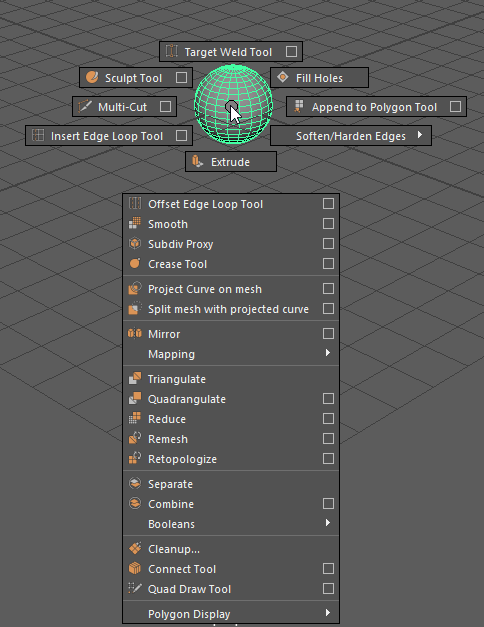 Target Weld Tool
Sculpt Tool
Fill Holes
Multi-Cut
Append to Polygon Tool
Insert Edge Loop Tool
Soften/Harden Edges
Extrude
Offset Edge Loop Tool
Smooth
Subdiv Proxy
Crease Tool
Project Curve on mesh
Split mesh with projected curve
Mirror
Mapping
Triangulate
Quadrangulate
Reduce
Remesh
Retopologize
Separate
Combine
Booleans
Cleanup...
Connect Tool
Quad Draw Tool
Polygon Display